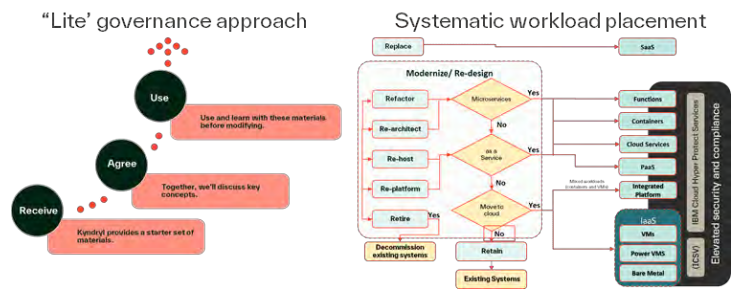 “Lite’ governance approach
Use
Use and learn with these materials
before modifying.
Agree
Together, we’ll discuss key
concepts.
Receive
Kyndryl provides a starter set of
materials.
Systematic workload placement
Replace
SaaS
Modernize/ Re-design
Refactor
Microservices
Yes
Functions
Re-architect
Containers
No
Cloud Services
Re-host
as a
Service
Yes
PaaS
Re-platform
No
Mixed workloads
(containers and VMs)
Integrated
Platform
Retire
Yes
Move to
cloud
Yes
IaaS
No
VMs
Decommission
existing systems
Retain
Power VMS
Existing Systems
Bare Metal
IBM Cloud Hyper Protect Services
(ICSV)
Elevated security and compliance